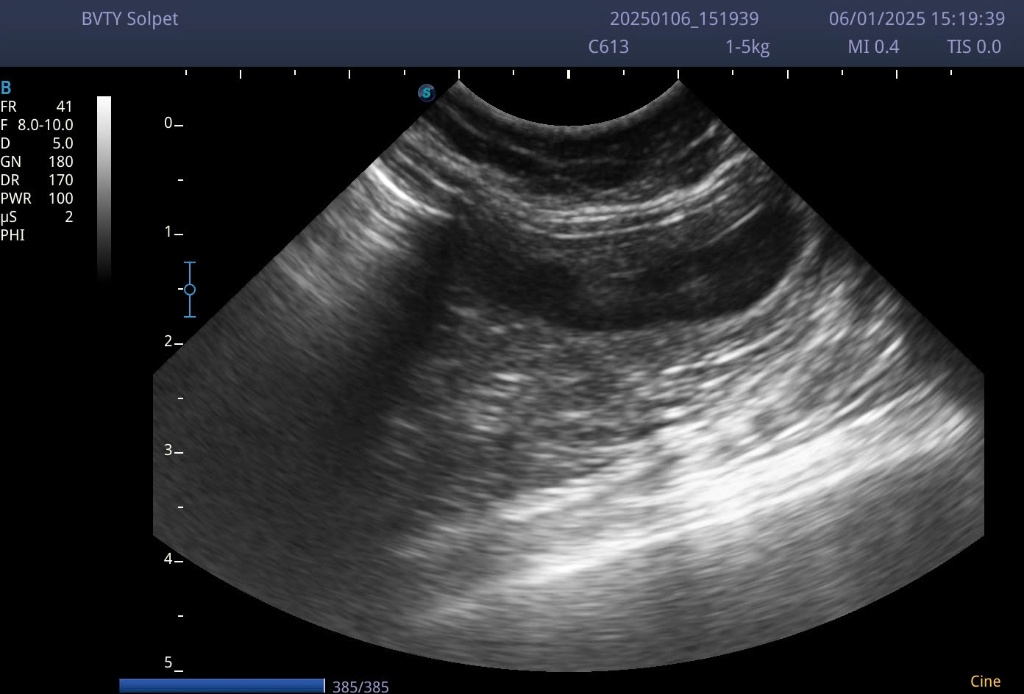 BVTY Solpet
20250106_151939
06/01/2025 15:19:39
C613
1-5kg
MI 0.4
TIS 0.0
B
FR 41
F 8.0-10.0
D 5.0
GN 180
DR 170
PWR 100
µS 2
PHI
S
0
1
2
3
4
5
385/385
Cine